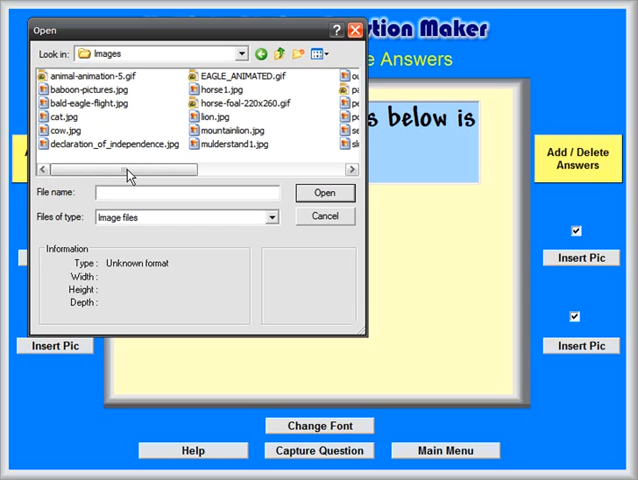 Open
stion Maker
Look in:
Images
e Answers
animal-animation-5.gif
baboon-pictures.jpg
bald-eagle-flight.jpg
cat.jpg
cow.jpg
declaration_of_independence.jpg
EAGLE_ANIMATED.gif
horse1.jpg
horse-foal-220x260.gif
lion.jpg
mountainlion.jpg
mulderstand1.jpg
s below is
File name:
Open
Files of type:
Image files
Cancel
Information
Type : Unknown format
Width :
Height :
Depth :
Add / Delete
Answers
Insert Pic
Insert Pic
Insert Pic
Change Font
Help
Capture Question
Main Menu